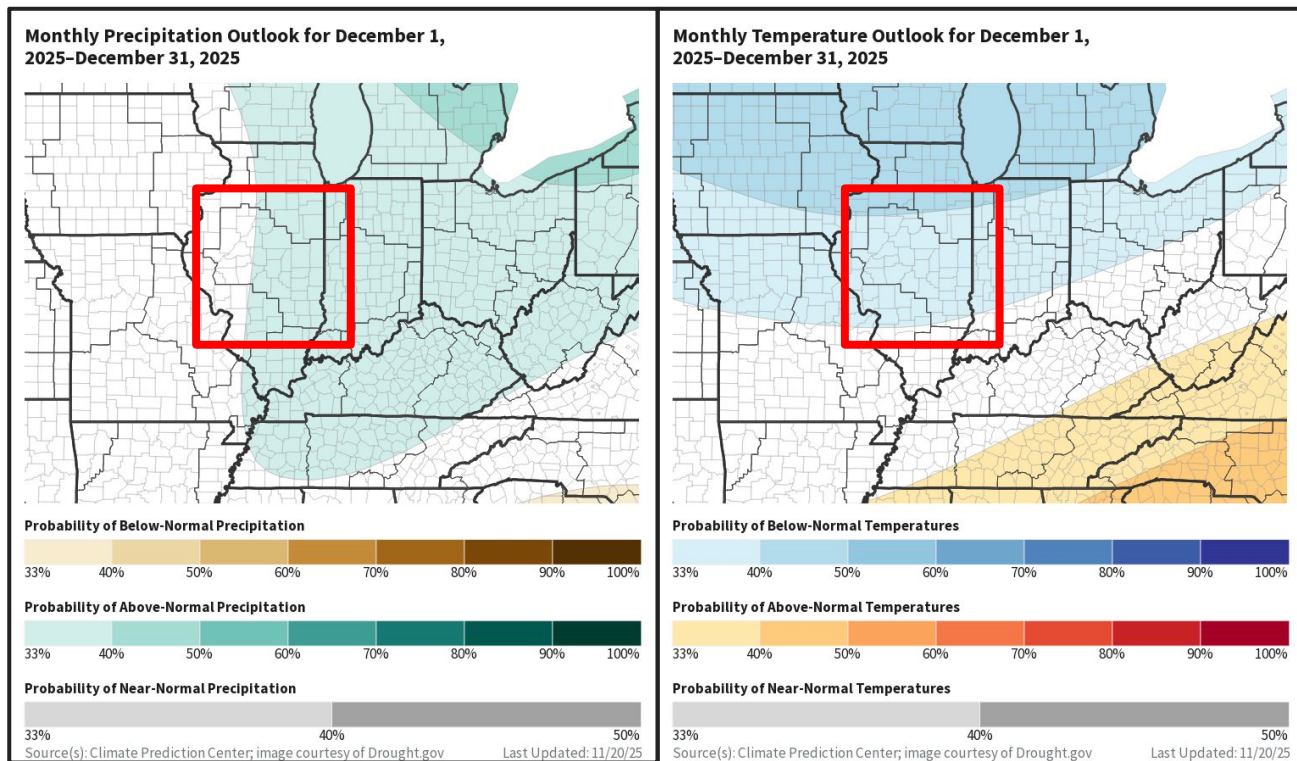 Monthly Precipitation Outlook for December 1,
2025–December 31, 2025
Probability of Below-Normal Precipitation
33% 40% 50% 60% 70% 80% 90% 100%
Probability of Above-Normal Precipitation
33% 40% 50% 60% 70% 80% 90% 100%
Probability of Near-Normal Precipitation
33% 40% 50%
Source(s): Climate Prediction Center; image courtesy of Drought.gov Last Updated: 11/20/25
Monthly Temperature Outlook for December 1,
2025–December 31, 2025
Probability of Below-Normal Temperatures
33% 40% 50% 60% 70% 80% 90% 100%
Probability of Above-Normal Temperatures
33% 40% 50% 60% 70% 80% 90% 100%
Probability of Near-Normal Temperatures
33% 40% 50%
Source(s): Climate Prediction Center; image courtesy of Drought.gov Last Updated: 11/20/25